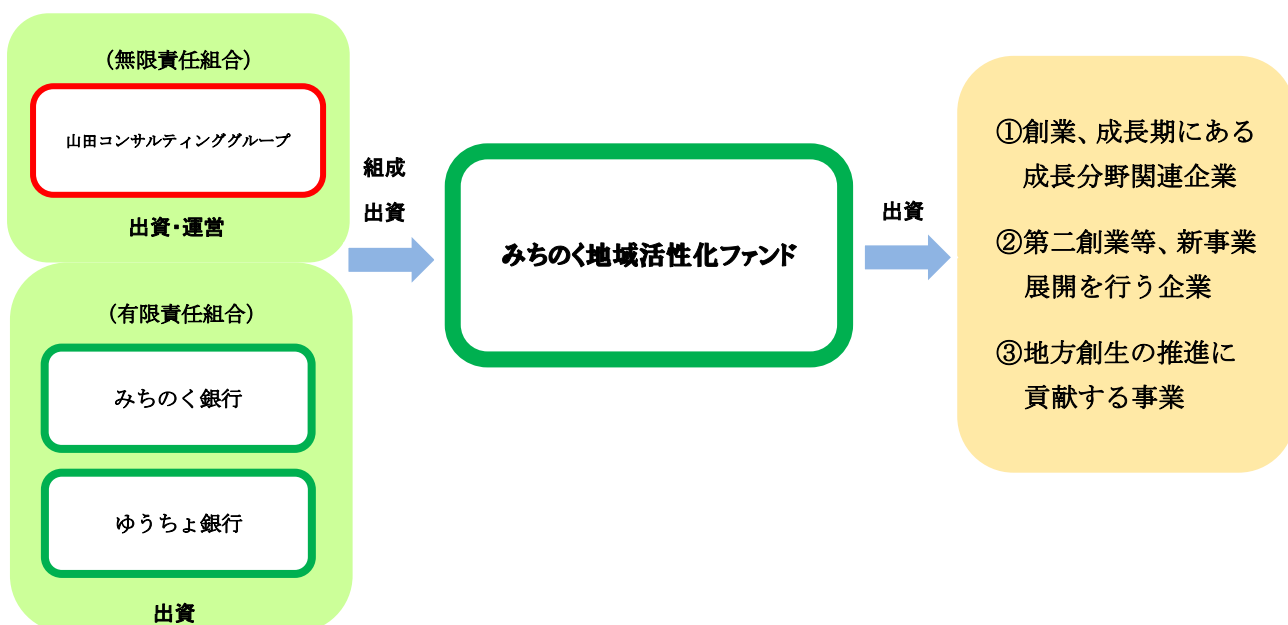 (無限責任組合)
山田コンサルティンググループ
出資・運営
(有限責任組合)
みちのく銀行
ゆうちょ銀行
出資
組成
出資
みちのく地域活性化ファンド
出資
①創業、成長期にある
成長分野関連企業
②第二創業等、新事業
展開を行う企業
③地方創生の推進に
貢献する事業